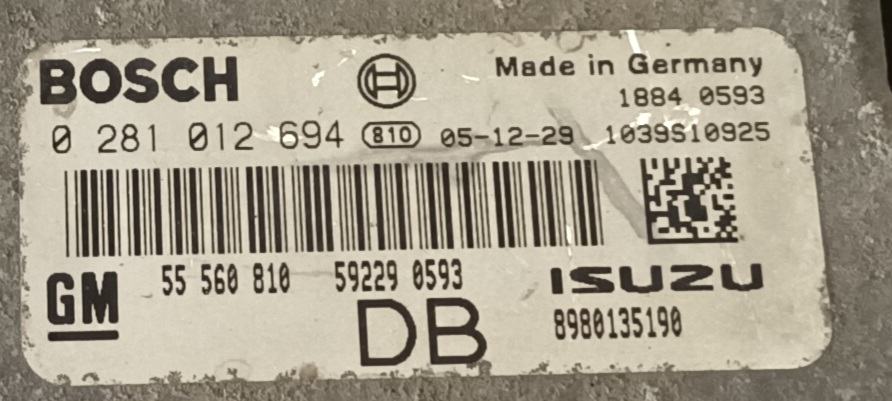 BOSCH Made in Germany
1884 0593
0 281 012 694 810 05-12-29 1039S10925
55 560 810 59229 0593 ISUZU
GM DB 8980135190